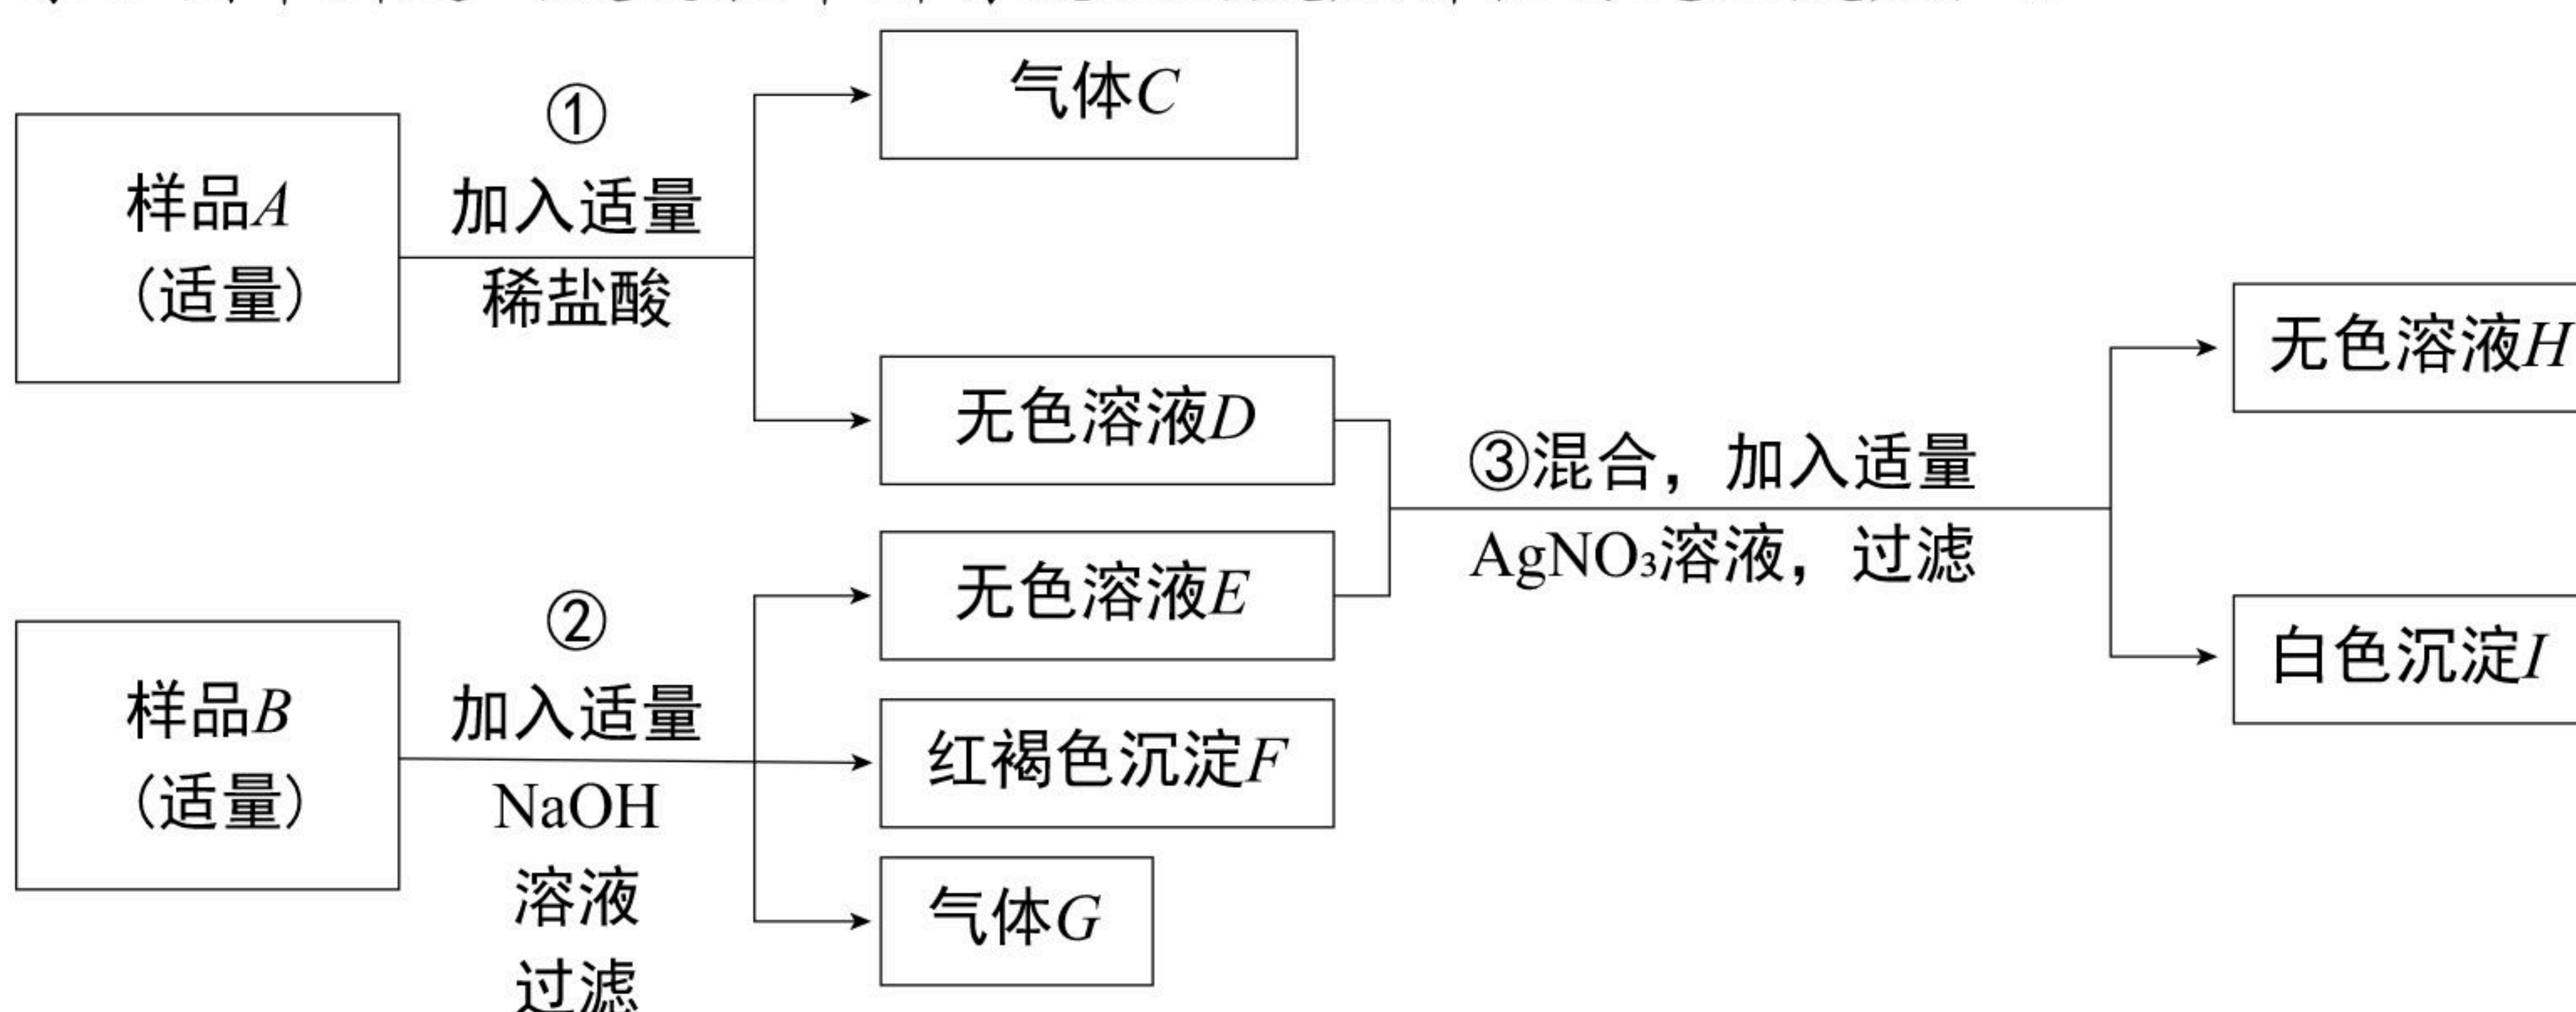 气体C
①
样品A
(适量)
加入适量
稀盐酸
无色溶液D
无色溶液H
③混合，加入适量
AgNO₃溶液，过滤
无色溶液E
白色沉淀I
②
样品B
(适量)
加入适量
NaOH
溶液
过滤
红褐色沉淀F
气体G